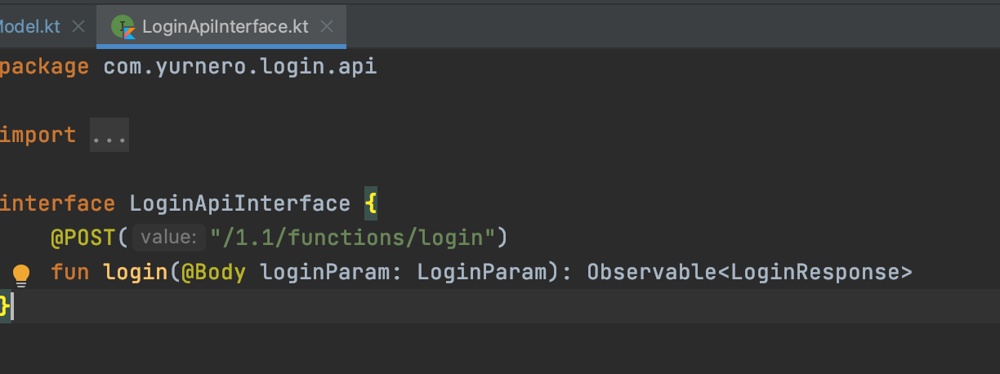 Model.kt
LoginApiInterface.kt
package com.yurnero.login.api
import ...
interface LoginApiInterface {
@POST( value: "/1.1/functions/login")
fun login(@Body loginParam: LoginParam): Observable<LoginResponse>
}